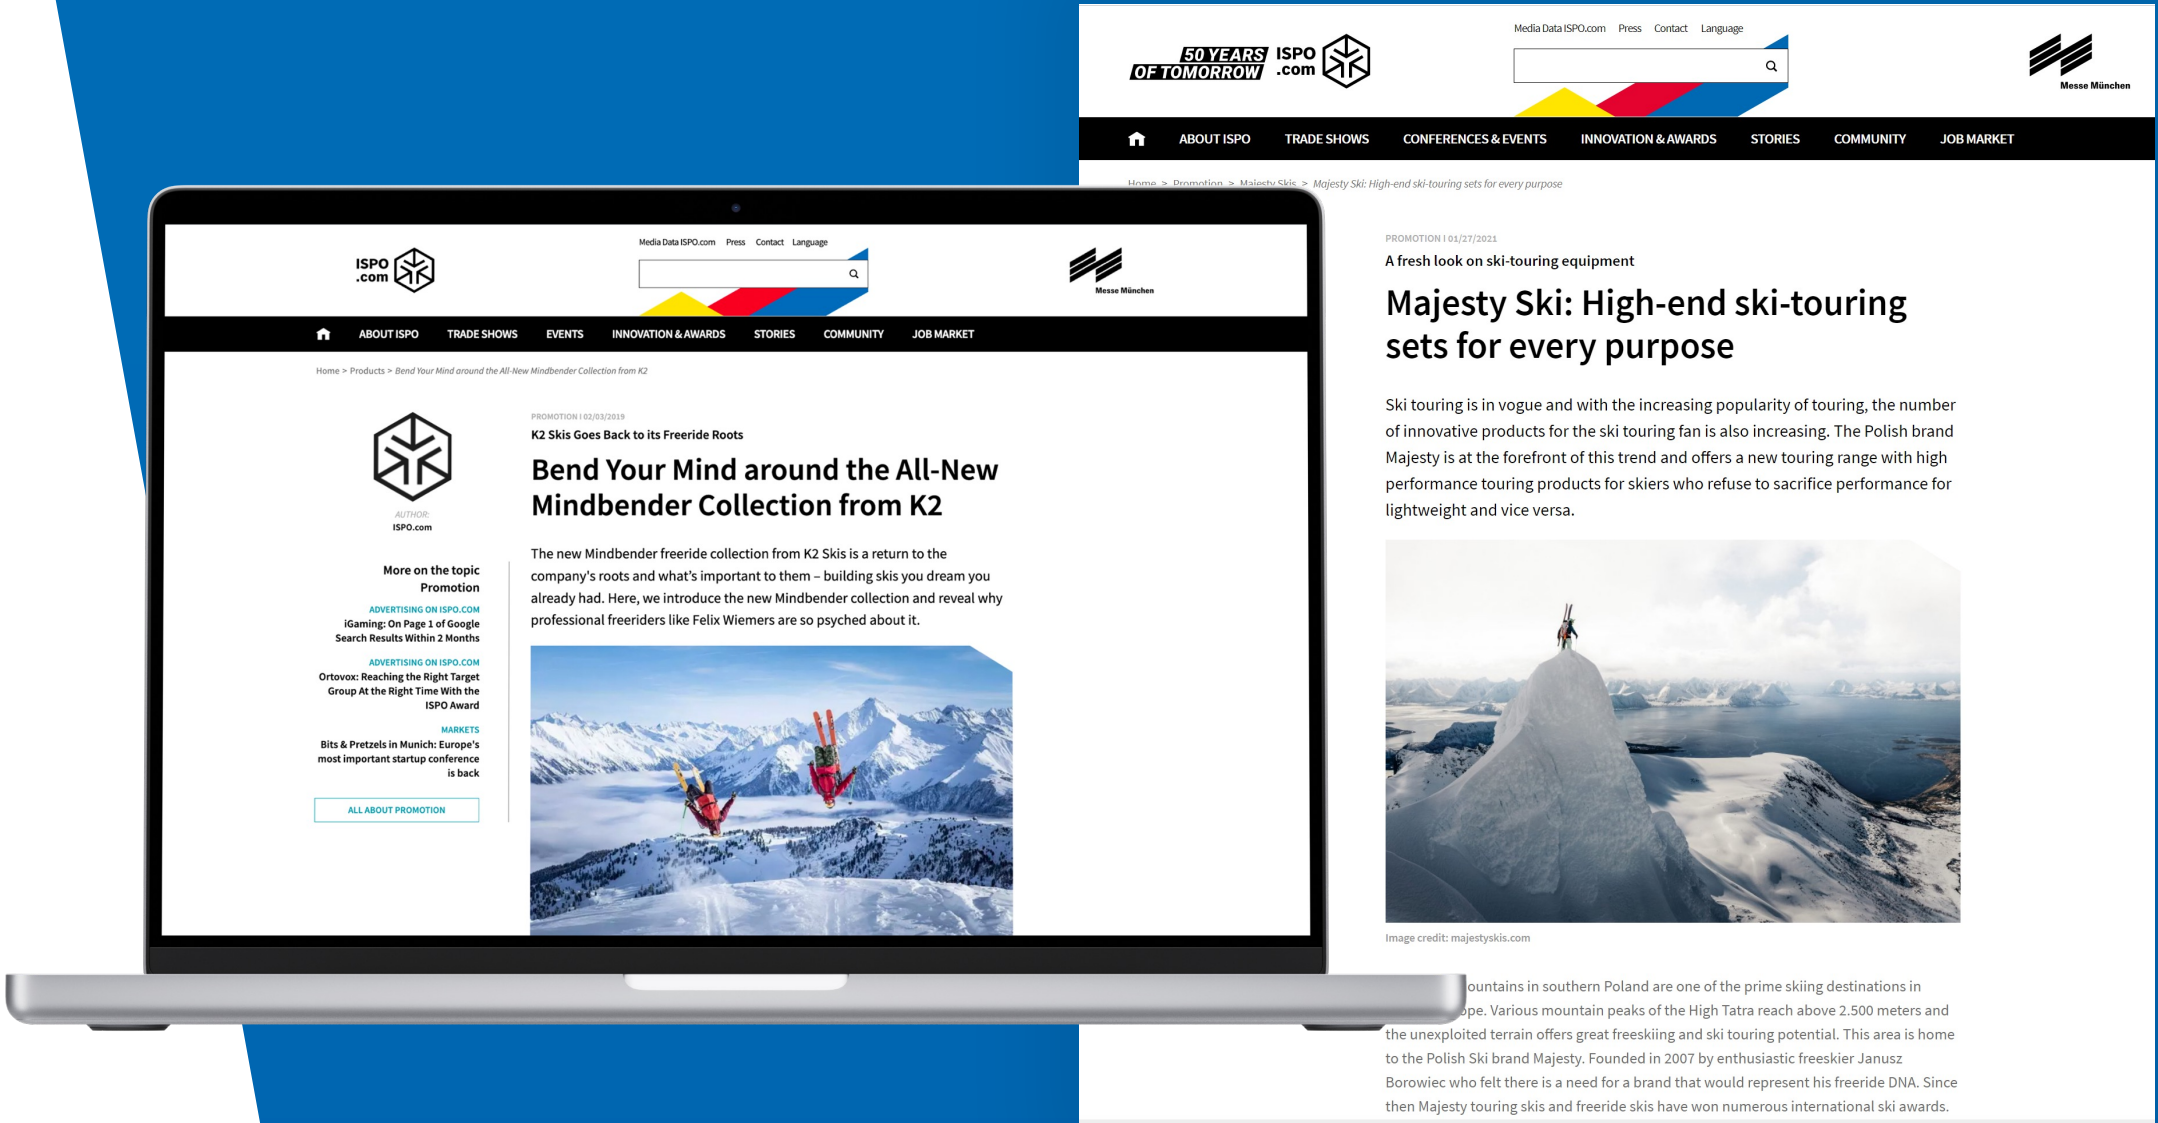 Media Data ISPO.com Press Contact Language
50 YEARS
OF TOMORROW
ISPO
.com
Messe München
ABOUT ISPO TRADE SHOWS CONFERENCES & EVENTS INNOVATION & AWARDS STORIES COMMUNITY JOB MARKET
Home > Promotion > Majesty Skis > Majesty Ski: High-end ski-touring sets for every purpose
PROMOTION I 01/27/2021
A fresh look on ski-touring equipment
Majesty Ski: High-end ski-touring
sets for every purpose
Ski touring is in vogue and with the increasing popularity of touring, the number
of innovative products for the ski touring fan is also increasing. The Polish brand
Majesty is at the forefront of this trend and offers a new touring range with high
performance touring products for skiers who refuse to sacrifice performance for
lightweight and vice versa.
Image credit: majestyskis.com
ountains in southern Poland are one of the prime skiing destinations in
ope. Various mountain peaks of the High Tatra reach above 2.500 meters and
the unexploited terrain offers great freeskiing and ski touring potential. This area is home
to the Polish Ski brand Majesty. Founded in 2007 by enthusiastic freeskier Janusz
Borowiec who felt there is a need for a brand that would represent his freeride DNA. Since
then Majesty touring skis and freeride skis have won numerous international ski awards.
Media Data ISPO.com Press Contact Language
ISPO
.com
Messe München
ABOUT ISPO TRADE SHOWS EVENTS INNOVATION & AWARDS STORIES COMMUNITY JOB MARKET
Home > Products > Bend Your Mind around the All-New Mindbender Collection from K2
AUTHOR:
ISPO.com
More on the topic
Promotion
ADVERTISING ON ISPO.COM
iGaming: On Page 1 of Google
Search Results Within 2 Months
ADVERTISING ON ISPO.COM
Ortovox: Reaching the Right Target
Group At the Right Time With the
ISPO Award
MARKETS
Bits & Pretzels in Munich: Europe's
most important startup conference
is back
ALL ABOUT PROMOTION
PROMOTION I 02/03/2019
K2 Skis Goes Back to its Freeride Roots
Bend Your Mind around the All-New
Mindbender Collection from K2
The new Mindbender freeride collection from K2 Skis is a return to the
company's roots and what’s important to them – building skis you dream you
already had. Here, we introduce the new Mindbender collection and reveal why
professional freeriders like Felix Wiemers are so psyched about it.